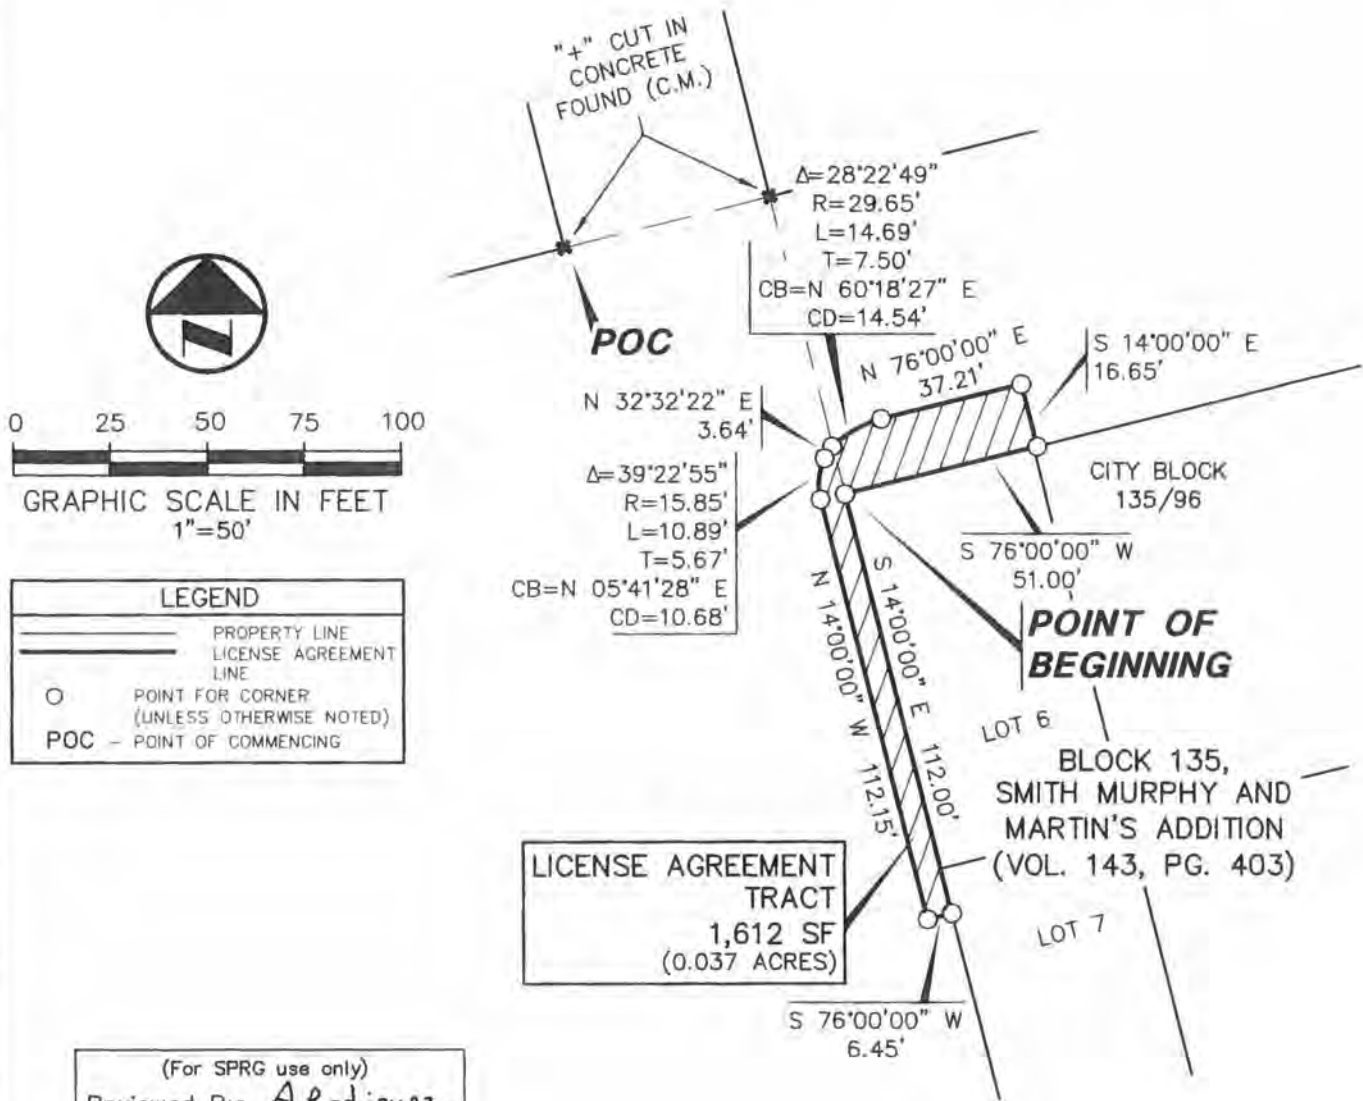 "+" CUT IN
CONCRETE
FOUND (C.M.)
Δ=28°22'49"
R=29.65'
L=14.69'
T=7.50'
CB=N 60°18'27" E
CD=14.54'
POC
N 76°00'00" E
37.21'
S 14°00'00" E
16.65'
N 32°32'22" E
3.64'
N
0 25 50 75 100
GRAPHIC SCALE IN FEET
1"=50'
Δ=39°22'55"
R=15.85'
L=10.89'
T=5.67'
CB=N 05°41'28" E
CD=10.68'
CITY BLOCK
135/96
S 76°00'00" W
51.00'
POINT OF
BEGINNING
S 14°00'00" E 112.00'
N 14°00'00" W 112.15'
LEGEND
PROPERTY LINE
LICENSE AGREEMENT
LINE
POINT FOR CORNER
(UNLESS OTHERWISE NOTED)
POC - POINT OF COMMENCING
LOT 6
BLOCK 135,
SMITH MURPHY AND
MARTIN'S ADDITION
(VOL. 143, PG. 403)
LICENSE AGREEMENT
TRACT
1,612 SF
(0.037 ACRES)
LOT 7
S 76°00'00" W
6.45'
(For SPRG use only)
Reviewed By: